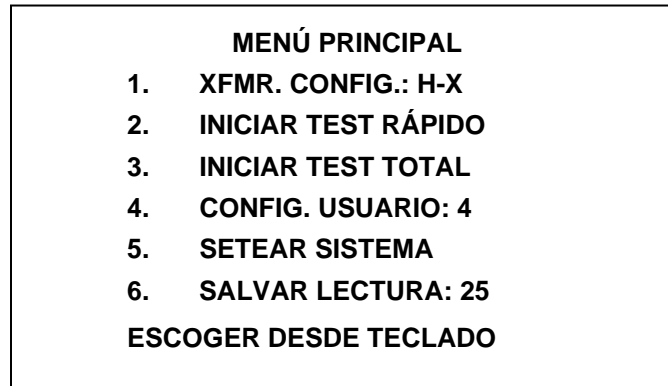 MENÚ PRINCIPAL
1. XFMR. CONFIG.: H-X
2. INICIAR TEST RÁPIDO
3. INICIAR TEST TOTAL
4. CONFIG. USUARIO: 4
5. SETEAR SISTEMA
6. SALVAR LECTURA: 25
ESCOGER DESDE TECLADO